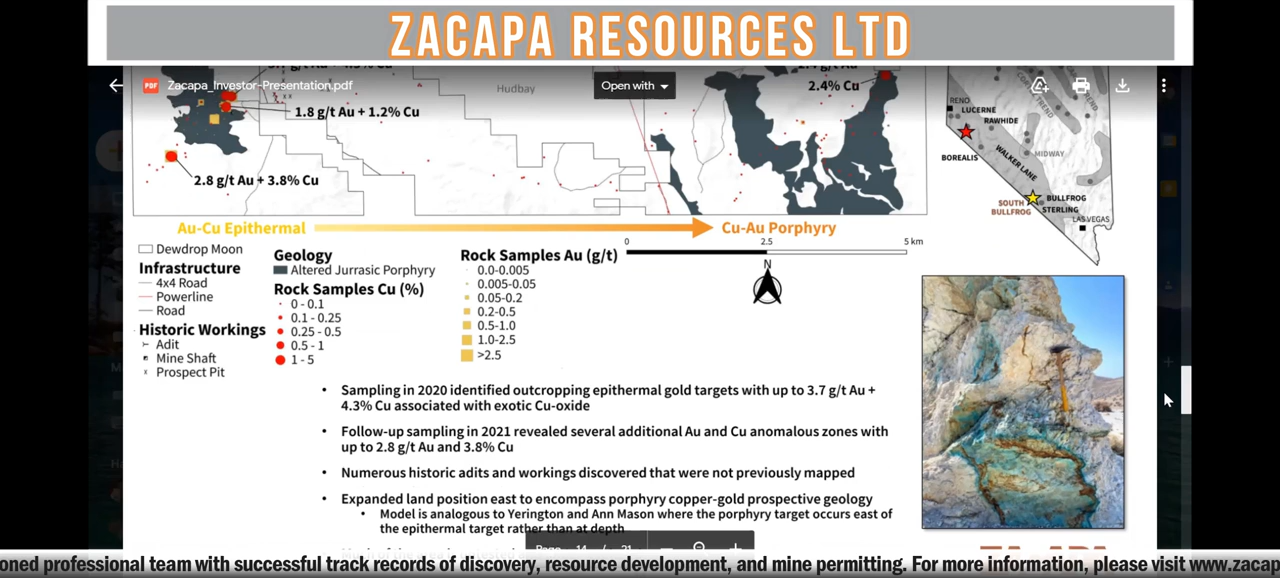 ZACAPA RESOURCES LTD
PDF Zacapa_Investor-Presentation.pdf
Open with
Hudbay
2.4% Cu
1.8 g/t Au + 1.2% Cu
2.8 g/t Au + 3.8% Cu
RENO
LUCERNE
RAWHIDE
MIDWAY
BOREALIS
WALKER LANE
BULLFROG
SOUTH
BULLFROG
STERLING
LAS VEGAS
Au-Cu Epithermal
Cu-Au Porphyry
0 2.5 5 km
N
Dewdrop Moon
Infrastructure
4x4 Road
Powerline
Road
Historic Workings
Adit
Mine Shaft
x Prospect Pit
Geology
Altered Jurrasic Porphyry
Rock Samples Cu (%)
0 - 0.1
0.1 - 0.25
0.25 - 0.5
0.5 - 1
1 - 5
Rock Samples Au (g/t)
0.0-0.005
0.005-0.05
0.05-0.2
0.2-0.5
0.5-1.0
1.0-2.5
>2.5
• Sampling in 2020 identified outcropping epithermal gold targets with up to 3.7 g/t Au +
4.3% Cu associated with exotic Cu-oxide
• Follow-up sampling in 2021 revealed several additional Au and Cu anomalous zones with
up to 2.8 g/t Au and 3.8% Cu
• Numerous historic adits and workings discovered that were not previously mapped
• Expanded land position east to encompass porphyry copper-gold prospective geology
• Model is analogous to Yerington and Ann Mason where the porphyry target occurs east of
the epithermal target rather than at depth
Page 14 / 21
oned professional team with successful track records of discovery, resource development, and mine permitting. For more information, please visit www.zacap